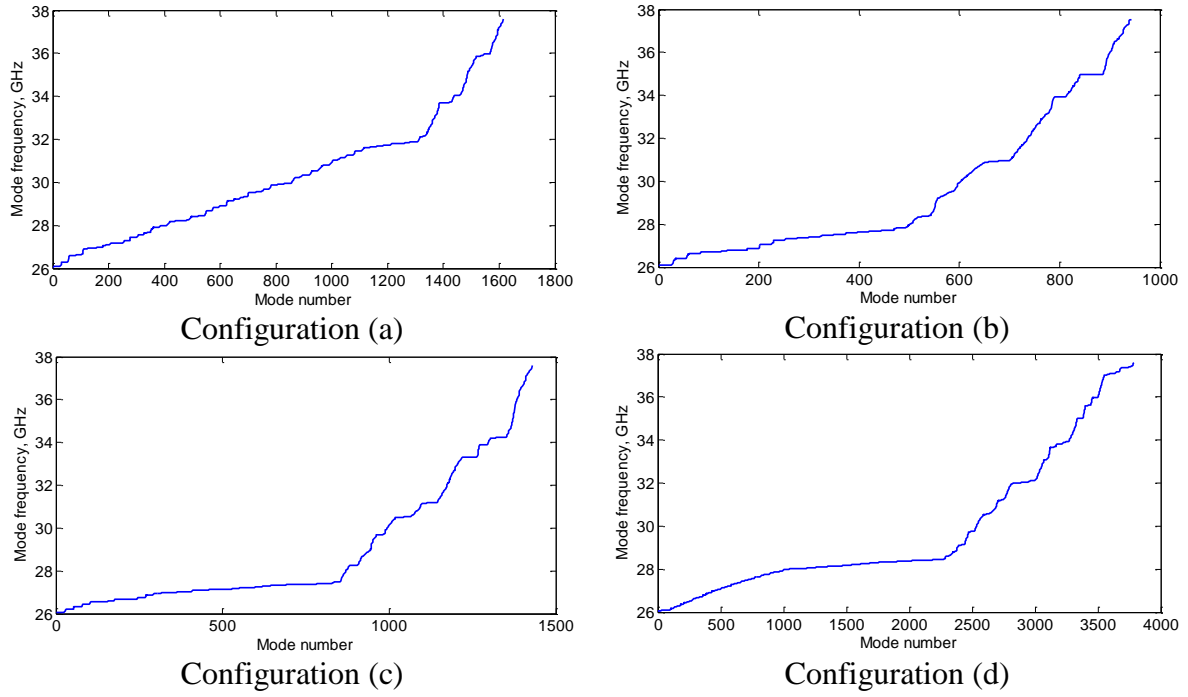 38
36
34
32
30
28
26
Mode frequency, GHz
0 200 400 600 800 1000 1200 1400 1600 1800
Mode number
Configuration (a)
38
36
34
32
30
28
26
Mode frequency, GHz
0 200 400 600 800 1000
Mode number
Configuration (b)
38
36
34
32
30
28
26
Mode frequency, GHz
0 500 1000 1500
Mode number
Configuration (c)
38
36
34
32
30
28
26
Mode frequency, GHz
0 500 1000 1500 2000 2500 3000 3500 4000
Mode number
Configuration (d)